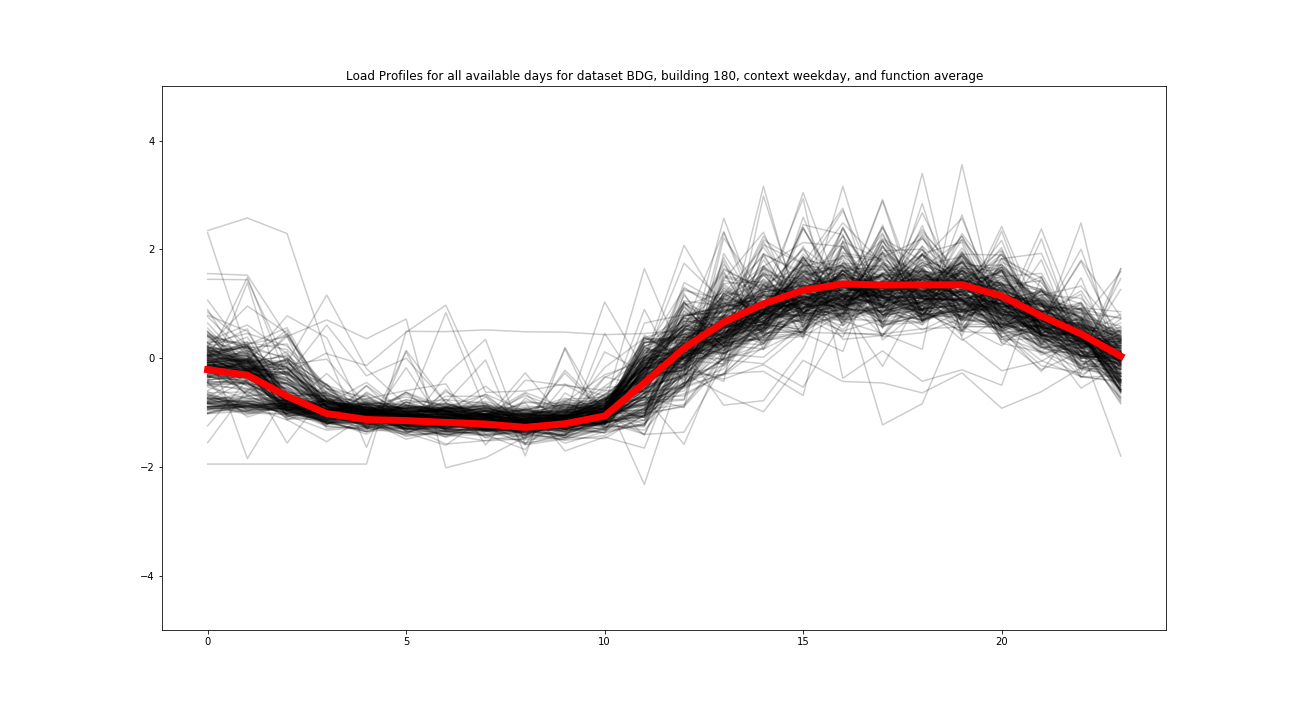 Load Profiles for all available days for dataset BDG, building 180, context weekday, and function average
4
2
0
−2
−4
0 5 10 15 20